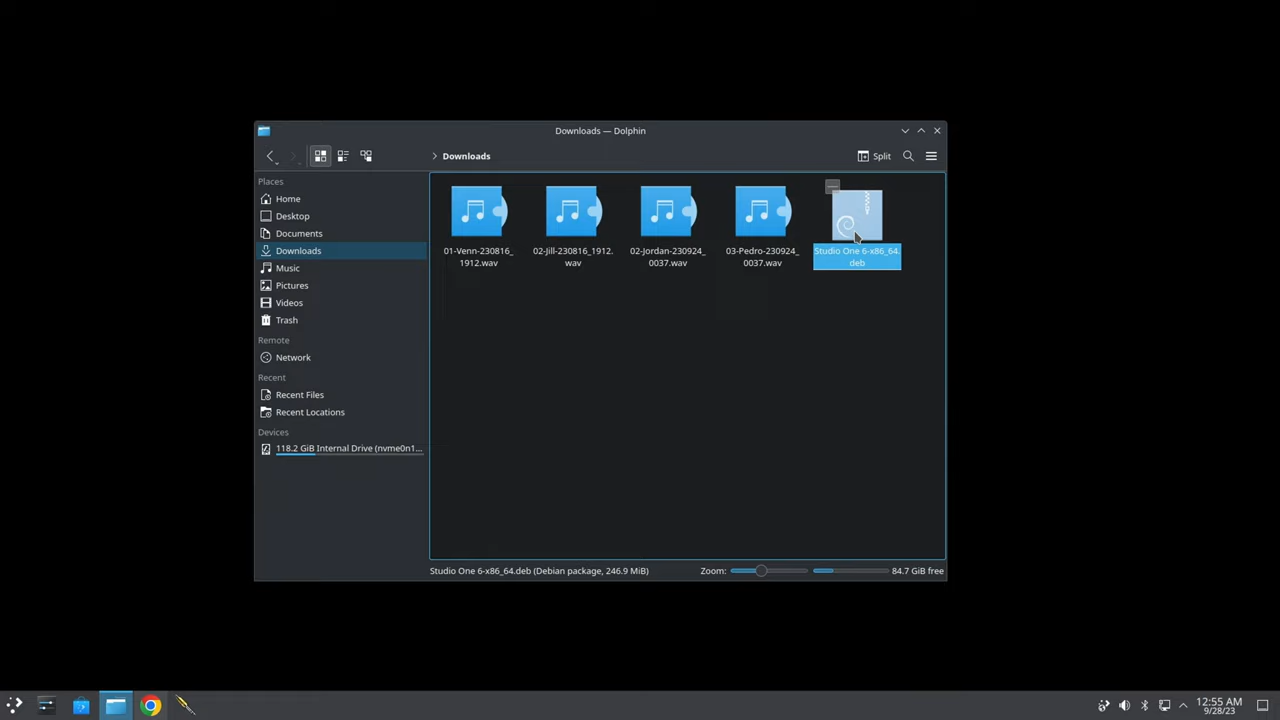 Downloads — Dolphin
Downloads
Split
Places
Home
Desktop
Documents
Downloads
Music
Pictures
Videos
Trash
Remote
Network
Recent
Recent Files
Recent Locations
Devices
118.2 GiB Internal Drive (nvme0n1...
01-Venn-230816_
1912.wav
02-Jill-230816_1912.
wav
02-Jordan-230924_
0037.wav
03-Pedro-230924_
0037.wav
Studio One 6-x86_64.
deb
Studio One 6-x86_64.deb (Debian package, 246.9 MiB)
Zoom:
84.7 GiB free
12:55 AM
9/28/23